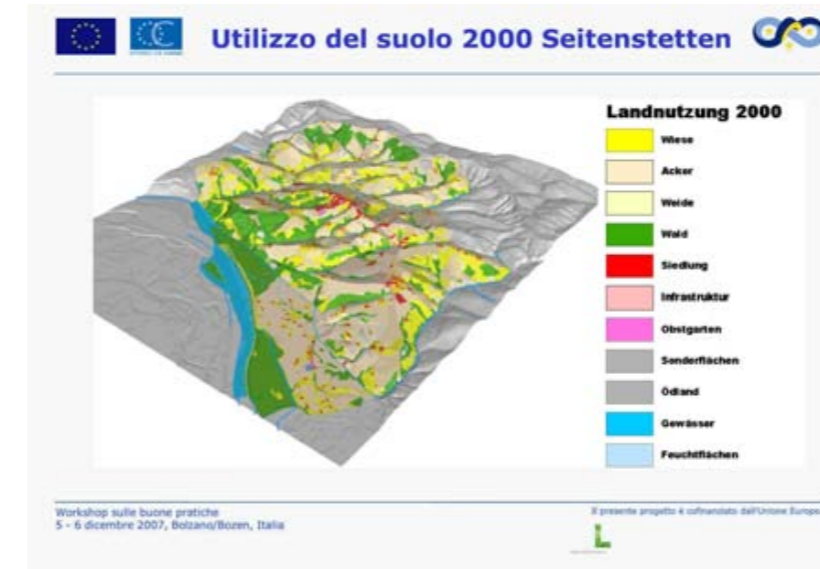 Utilizzo del suolo 2000 Seitenstetten
Landnutzung 2000
Wiese
Acker
Weide
Wald
Siedlung
Infrastruktur
Obstgarten
Sonderflächen
Ödland
Gewässer
Feuchtflächen
Workshop sulle buone pratiche
5 - 6 dicembre 2007, Bolzano/Bozen, Italia
Il presente progetto è cofinanziato dall'Unione Europe